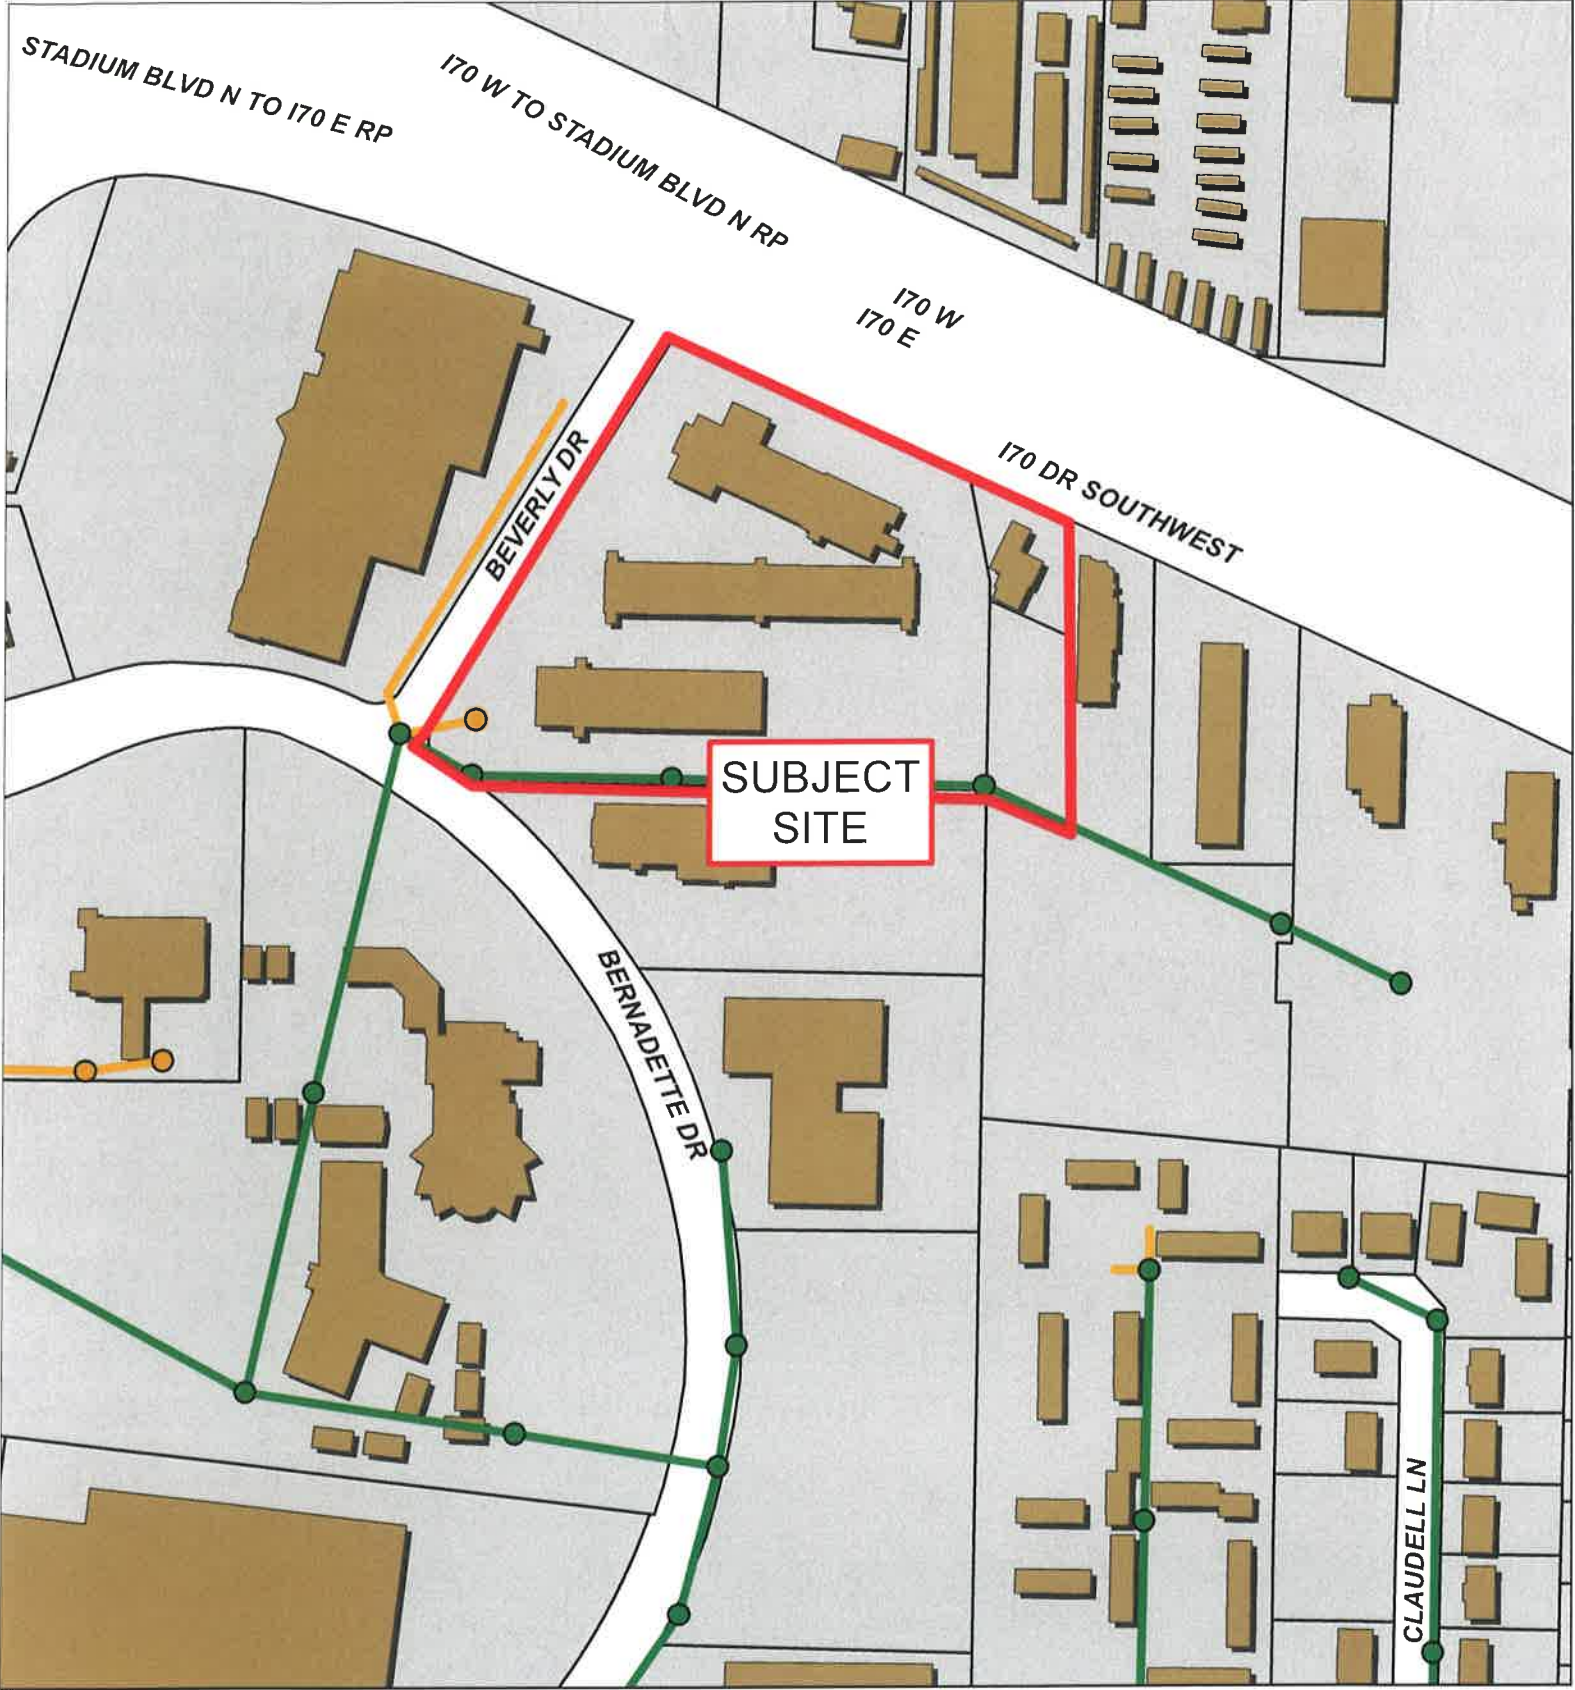 STADIUM BLVD N TO I70 E RP
I70 W TO STADIUM BLVD N RP
I70 W
I70 E
I70 DR SOUTHWEST
BEVERLY DR
SUBJECT
SITE
BERNADETTE DR
CLAUDELL LN